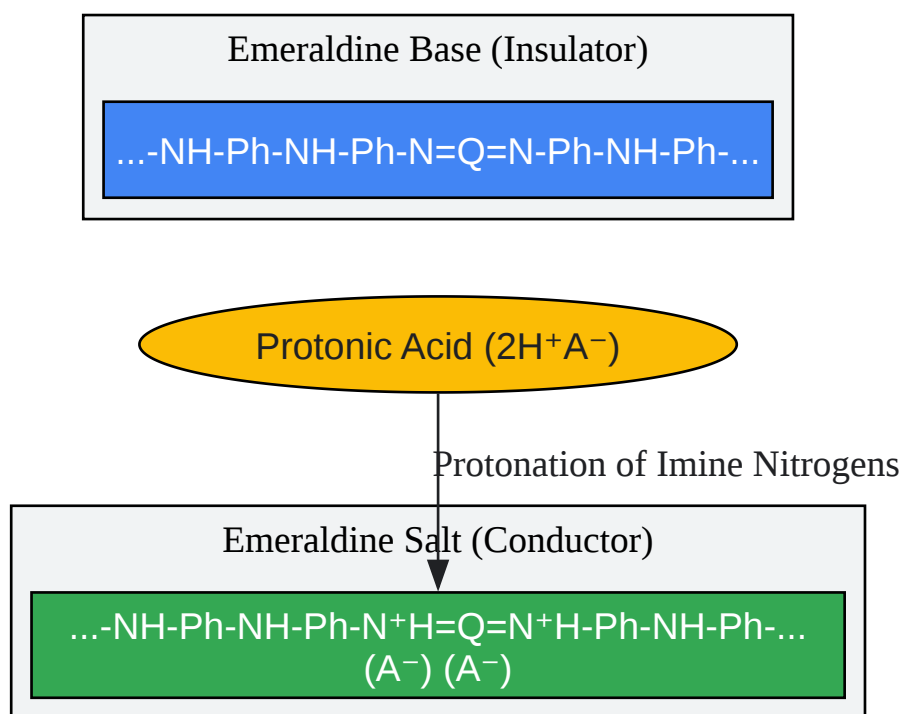 Emeraldine Base (Insulator)
...-NH-Ph-NH-Ph-N=Q=N-Ph-NH-Ph-...
Protonic Acid (2H⁺A⁻)
Protonation of Imine Nitrogens
Emeraldine Salt (Conductor)
...-NH-Ph-NH-Ph-N⁺H=Q=N⁺H-Ph-NH-Ph-...
(A⁻) (A⁻)